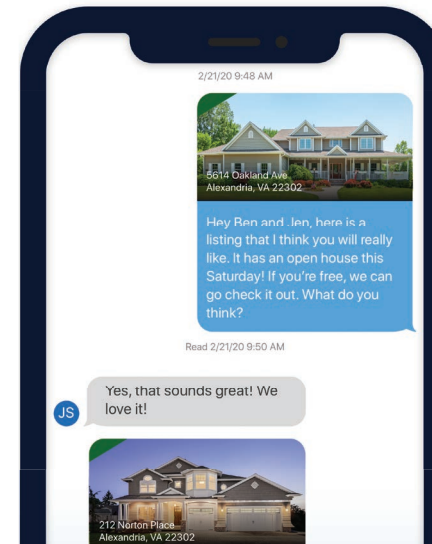 2/21/20 9:48 AM
5614 Oakland Ave
Alexandria, VA 22302
Hey Ben and Jen, here is a
listing that I think you will really
like. It has an open house this
Saturday! If you're free, we can
go check it out. What do you
think?
Read 2/21/20 9:50 AM
Yes, that sounds great! We
love it!
JS
212 Norton Place
Alexandria, VA 22302